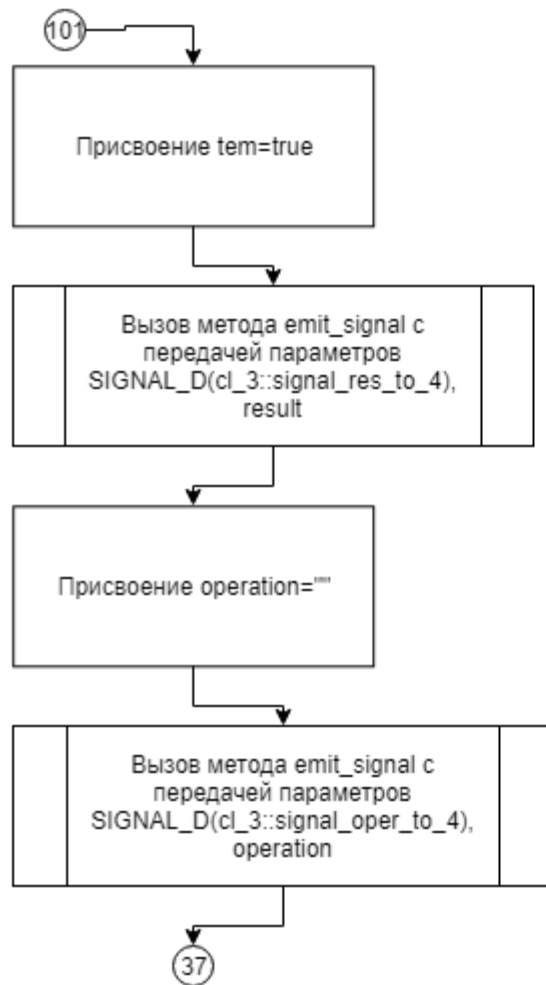 101
Присвоение tem=true
Вызов метода emit_signal с
передачей параметров
SIGNAL_D(cl_3::signal_res_to_4),
result
Присвоение operation=""
Вызов метода emit_signal с
передачей параметров
SIGNAL_D(cl_3::signal_oper_to_4),
operation
37